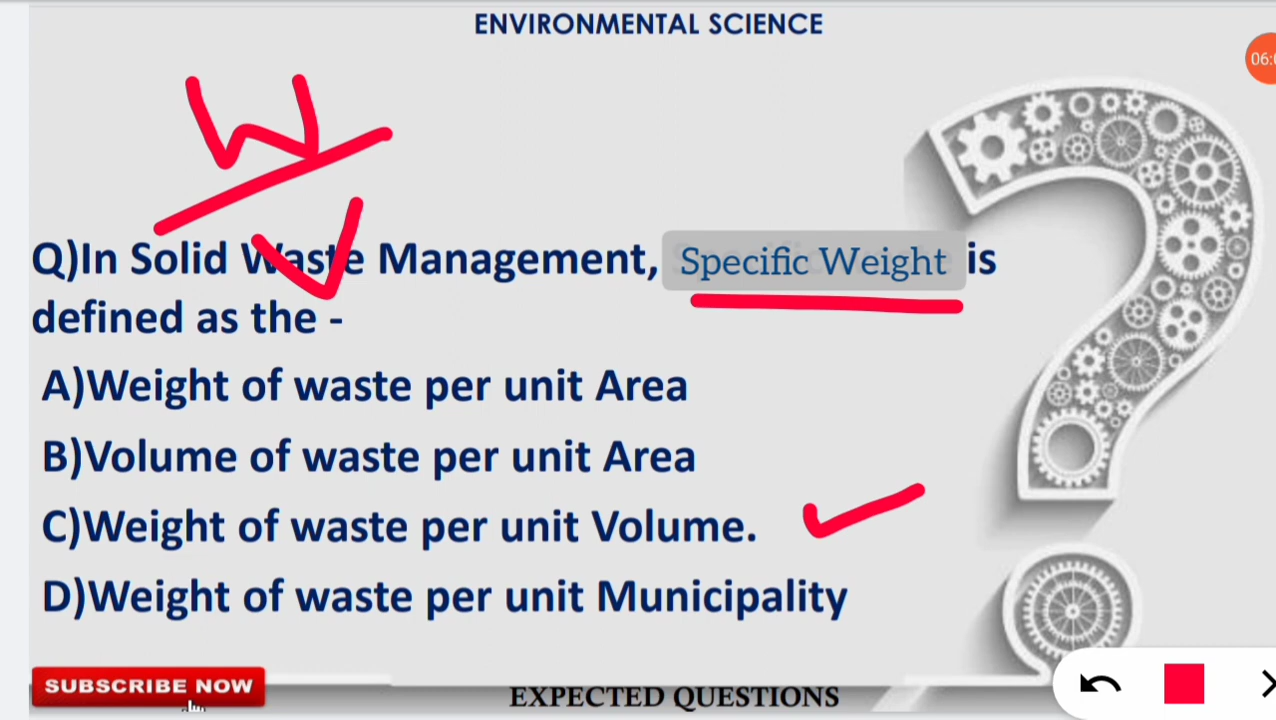 ENVIRONMENTAL SCIENCE
W
V
Q)In Solid Waste Management, Specific Weight is
defined as the -
A)Weight of waste per unit Area
B)Volume of waste per unit Area
C)Weight of waste per unit Volume.
D)Weight of waste per unit Municipality
SUBSCRIBE NOW
EXPECTED QUESTIONS